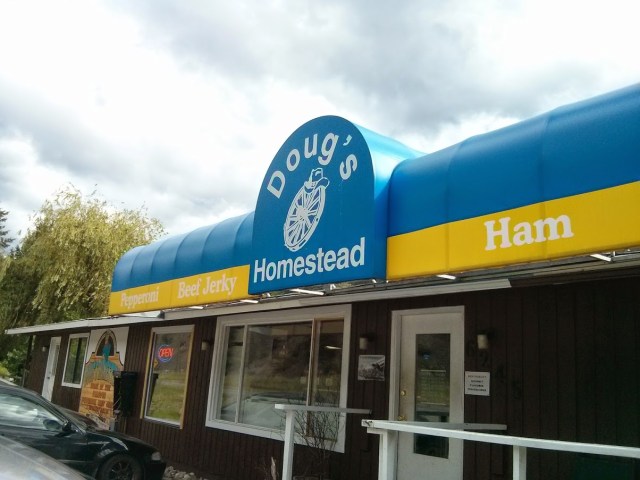 Doug's
Homestead
Pepperoni
Beef Jerky
Ham
OPEN